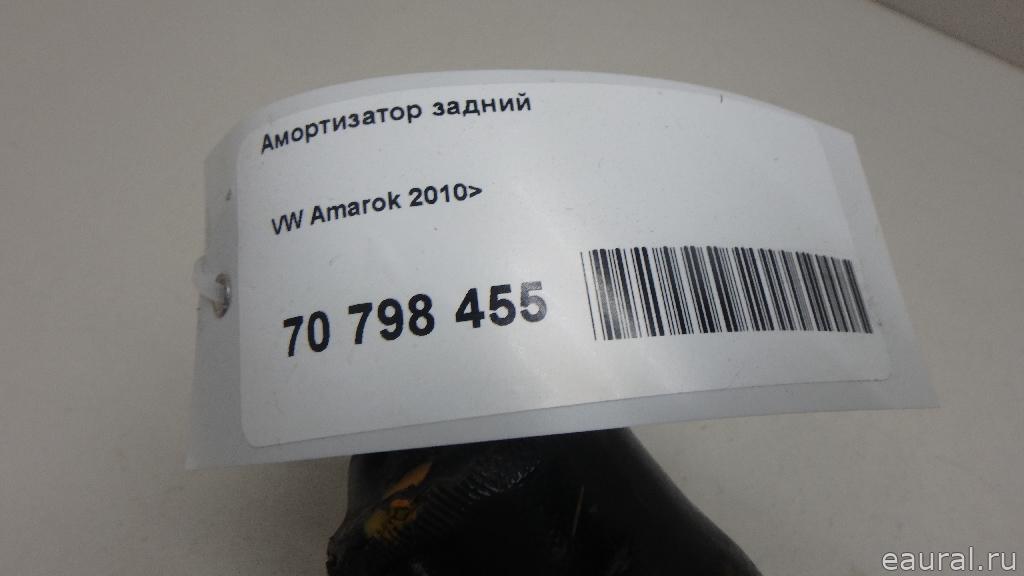 Амортизатор задний
VW Amarok 2010>
70 798 455
eaural.ru